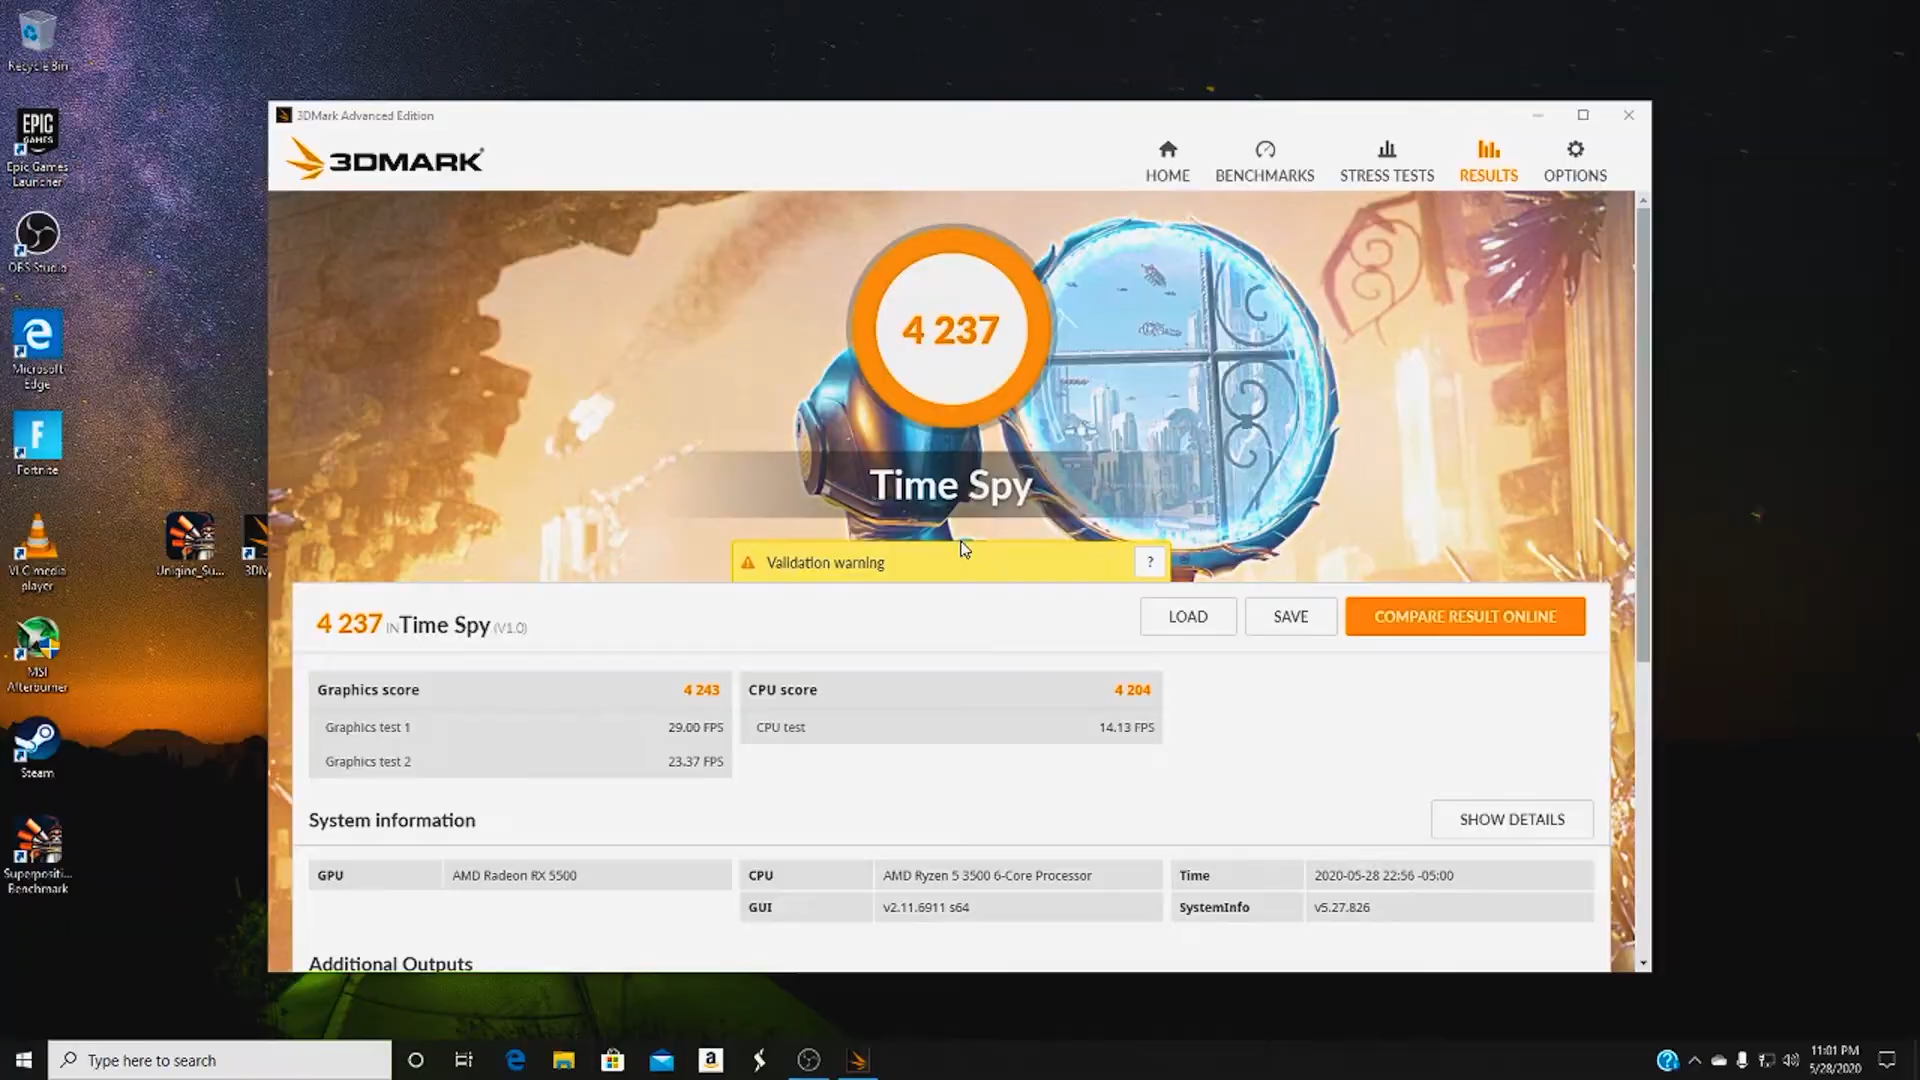 Recycle Bin
EPIC
GAMES
Epic Games
Launcher
OBS Studio
Microsoft
Edge
Fortnite
VLC media
player
Unigine_Su...
3DM
MSI
Afterburner
Steam
Superpositi...
Benchmark
3DMark Advanced Edition
3DMARK
HOME
BENCHMARKS
STRESS TESTS
RESULTS
OPTIONS
4 237
Time Spy
Validation warning
?
4 237 IN Time Spy (V1.0)
LOAD
SAVE
COMPARE RESULT ONLINE
Graphics score 4 243
Graphics test 1 29.00 FPS
Graphics test 2 23.37 FPS
CPU score 4 204
CPU test 14.13 FPS
System information
SHOW DETAILS
GPU AMD Radeon RX 5500
CPU AMD Ryzen 5 3500 6-Core Processor
GUI v2.11.6911 s64
Time 2020-05-28 22:56 -05:00
SystemInfo v5.27.826
Additional Outputs
Type here to search
11:01 PM
5/28/2020